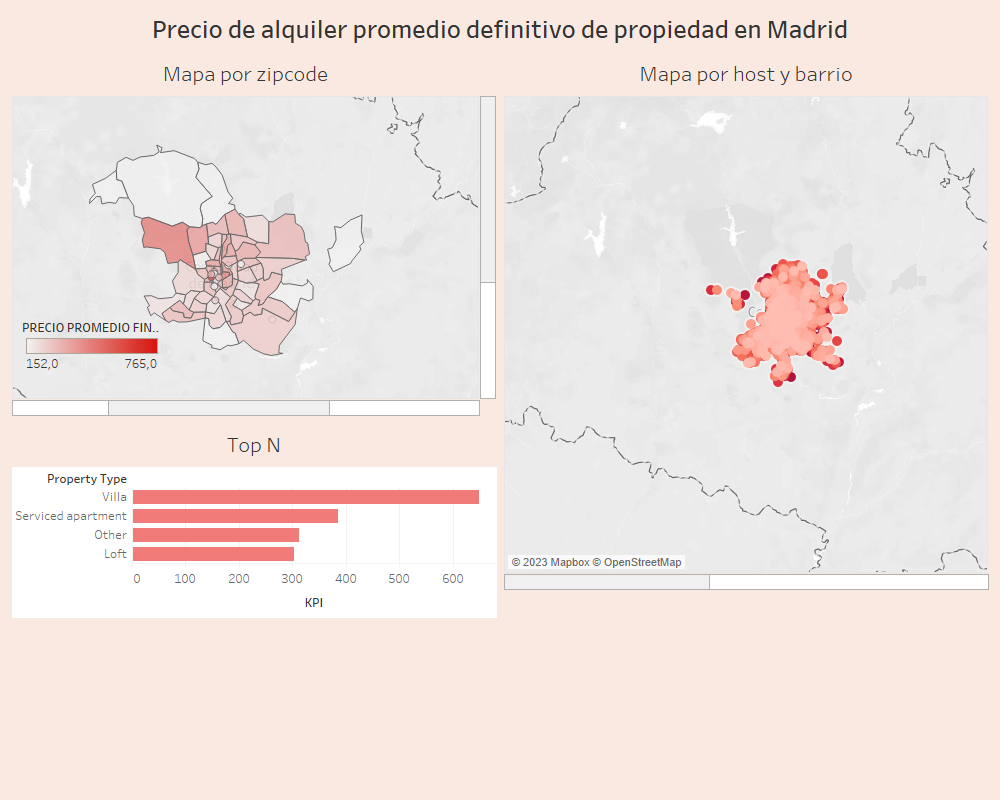 Precio de alquiler promedio definitivo de propiedad en Madrid
Mapa por zipcode
Mapa por host y barrio
PRECIO PROMEDIO FIN..
152,0 765,0
Top N
Property Type
Villa
Serviced apartment
Other
Loft
0 100 200 300 400 500 600
KPI
© 2023 Mapbox © OpenStreetMap